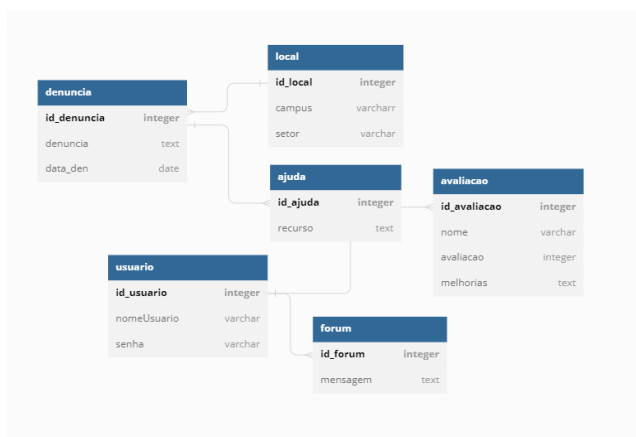 local
id_local integer
campus varcharr
setor varchar
denuncia
id_denuncia integer
denuncia text
data_den date
ajuda
id_ajuda integer
recurso text
avaliacao
id_avaliacao integer
nome varchar
avaliacao integer
melhorias text
usuario
id_usuario integer
nomeUsuario varchar
senha varchar
forum
id_forum integer
mensagem text